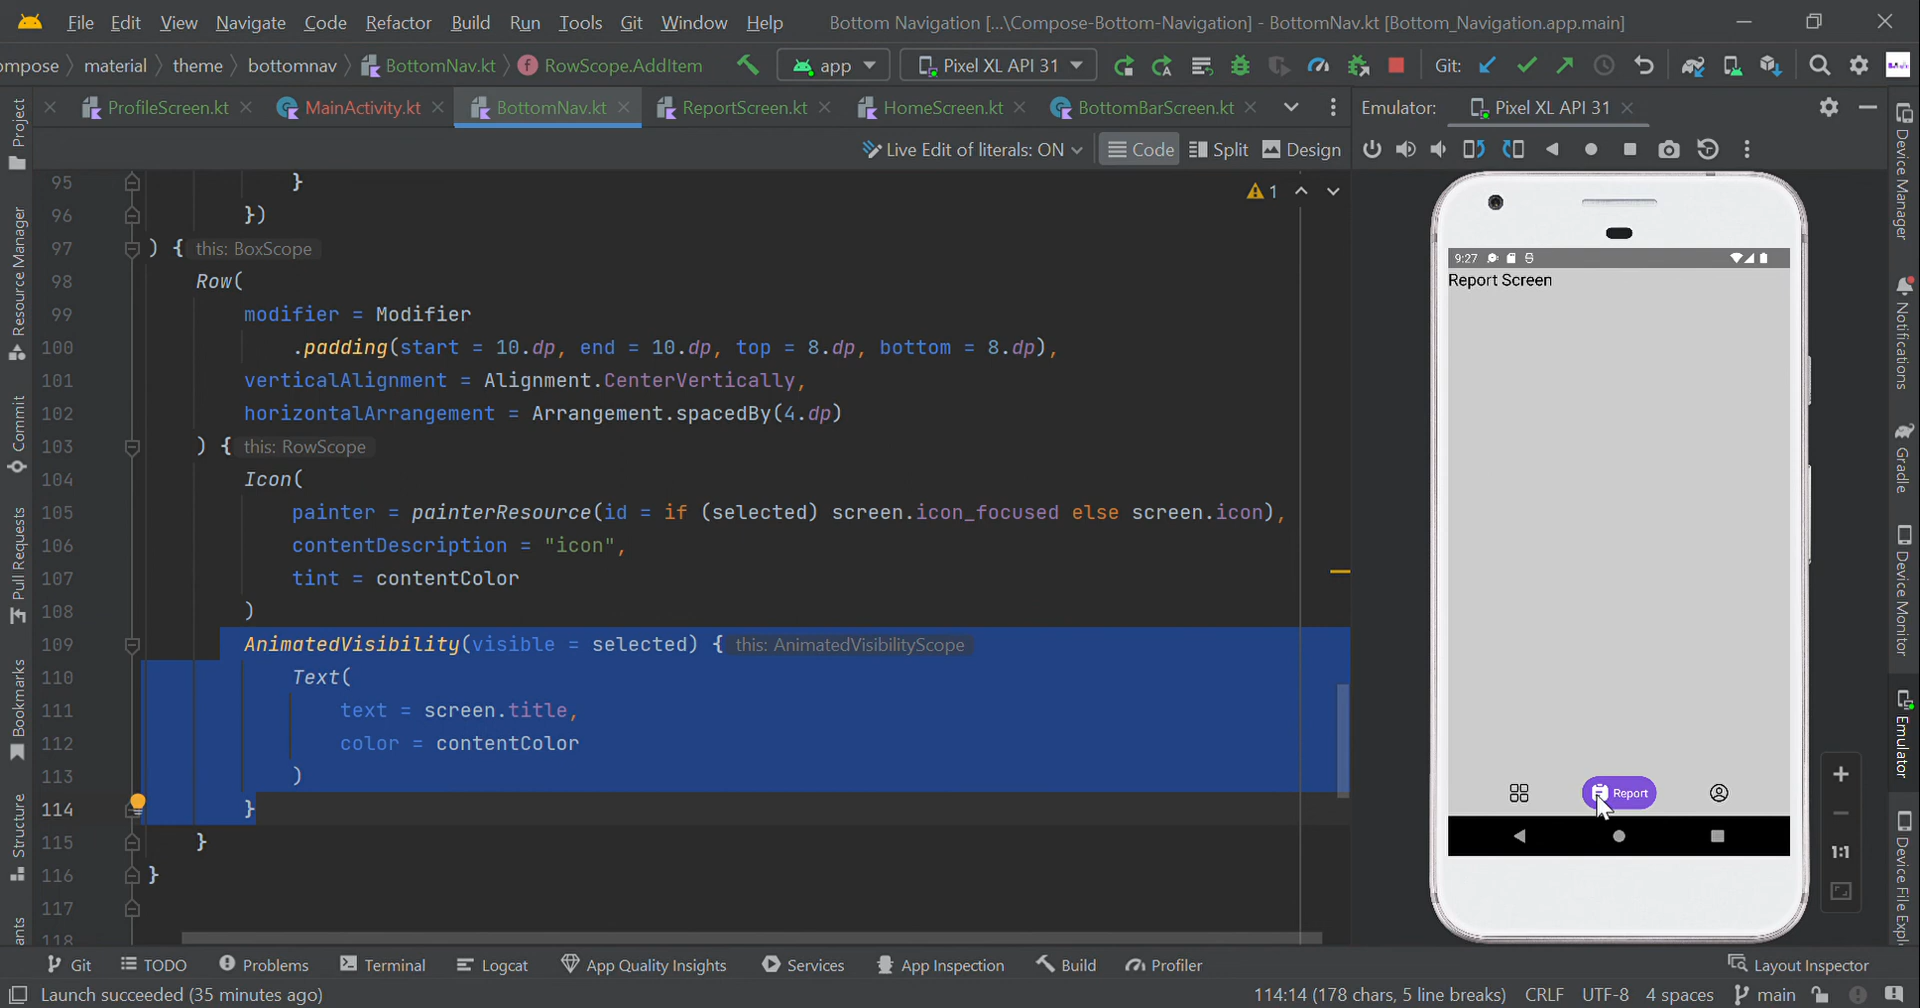 File Edit View Navigate Code Refactor Build Run Tools Git Window Help Bottom Navigation [...\Compose-Bottom-Navigation] - BottomNav.kt [Bottom_Navigation.app.main]
ompose material theme bottomnav BottomNav.kt RowScope.AddItem app Pixel XL API 31 Git:
ProfileScreen.kt MainActivity.kt BottomNav.kt ReportScreen.kt HomeScreen.kt BottomBarScreen.kt Emulator: Pixel XL API 31
Live Edit of literals: ON Code Split Design
1
95 }
96 })
97 ) { this: BoxScope
98 Row(
99 modifier = Modifier
100 .padding(start = 10.dp, end = 10.dp, top = 8.dp, bottom = 8.dp),
101 verticalAlignment = Alignment.CenterVertically,
102 horizontalArrangement = Arrangement.spacedBy(4.dp)
103 ) { this: RowScope
104 Icon(
105 painter = painterResource(id = if (selected) screen.icon_focused else screen.icon),
106 contentDescription = "icon",
107 tint = contentColor
108 )
109 AnimatedVisibility(visible = selected) { this: AnimatedVisibilityScope
110 Text(
111 text = screen.title,
112 color = contentColor
113 )
114 }
115 }
116 }
117
118
Project
Resource Manager
Commit
Pull Requests
Bookmarks
Structure
ants
9:27
Report Screen
Report
1:1
Device Manager
Notifications
Gradle
Device Monitor
Emulator
Device File Expl
Git TODO Problems Terminal Logcat App Quality Insights Services App Inspection Build Profiler Layout Inspector
Launch succeeded (35 minutes ago) 114:14 (178 chars, 5 line breaks) CRLF UTF-8 4 spaces main